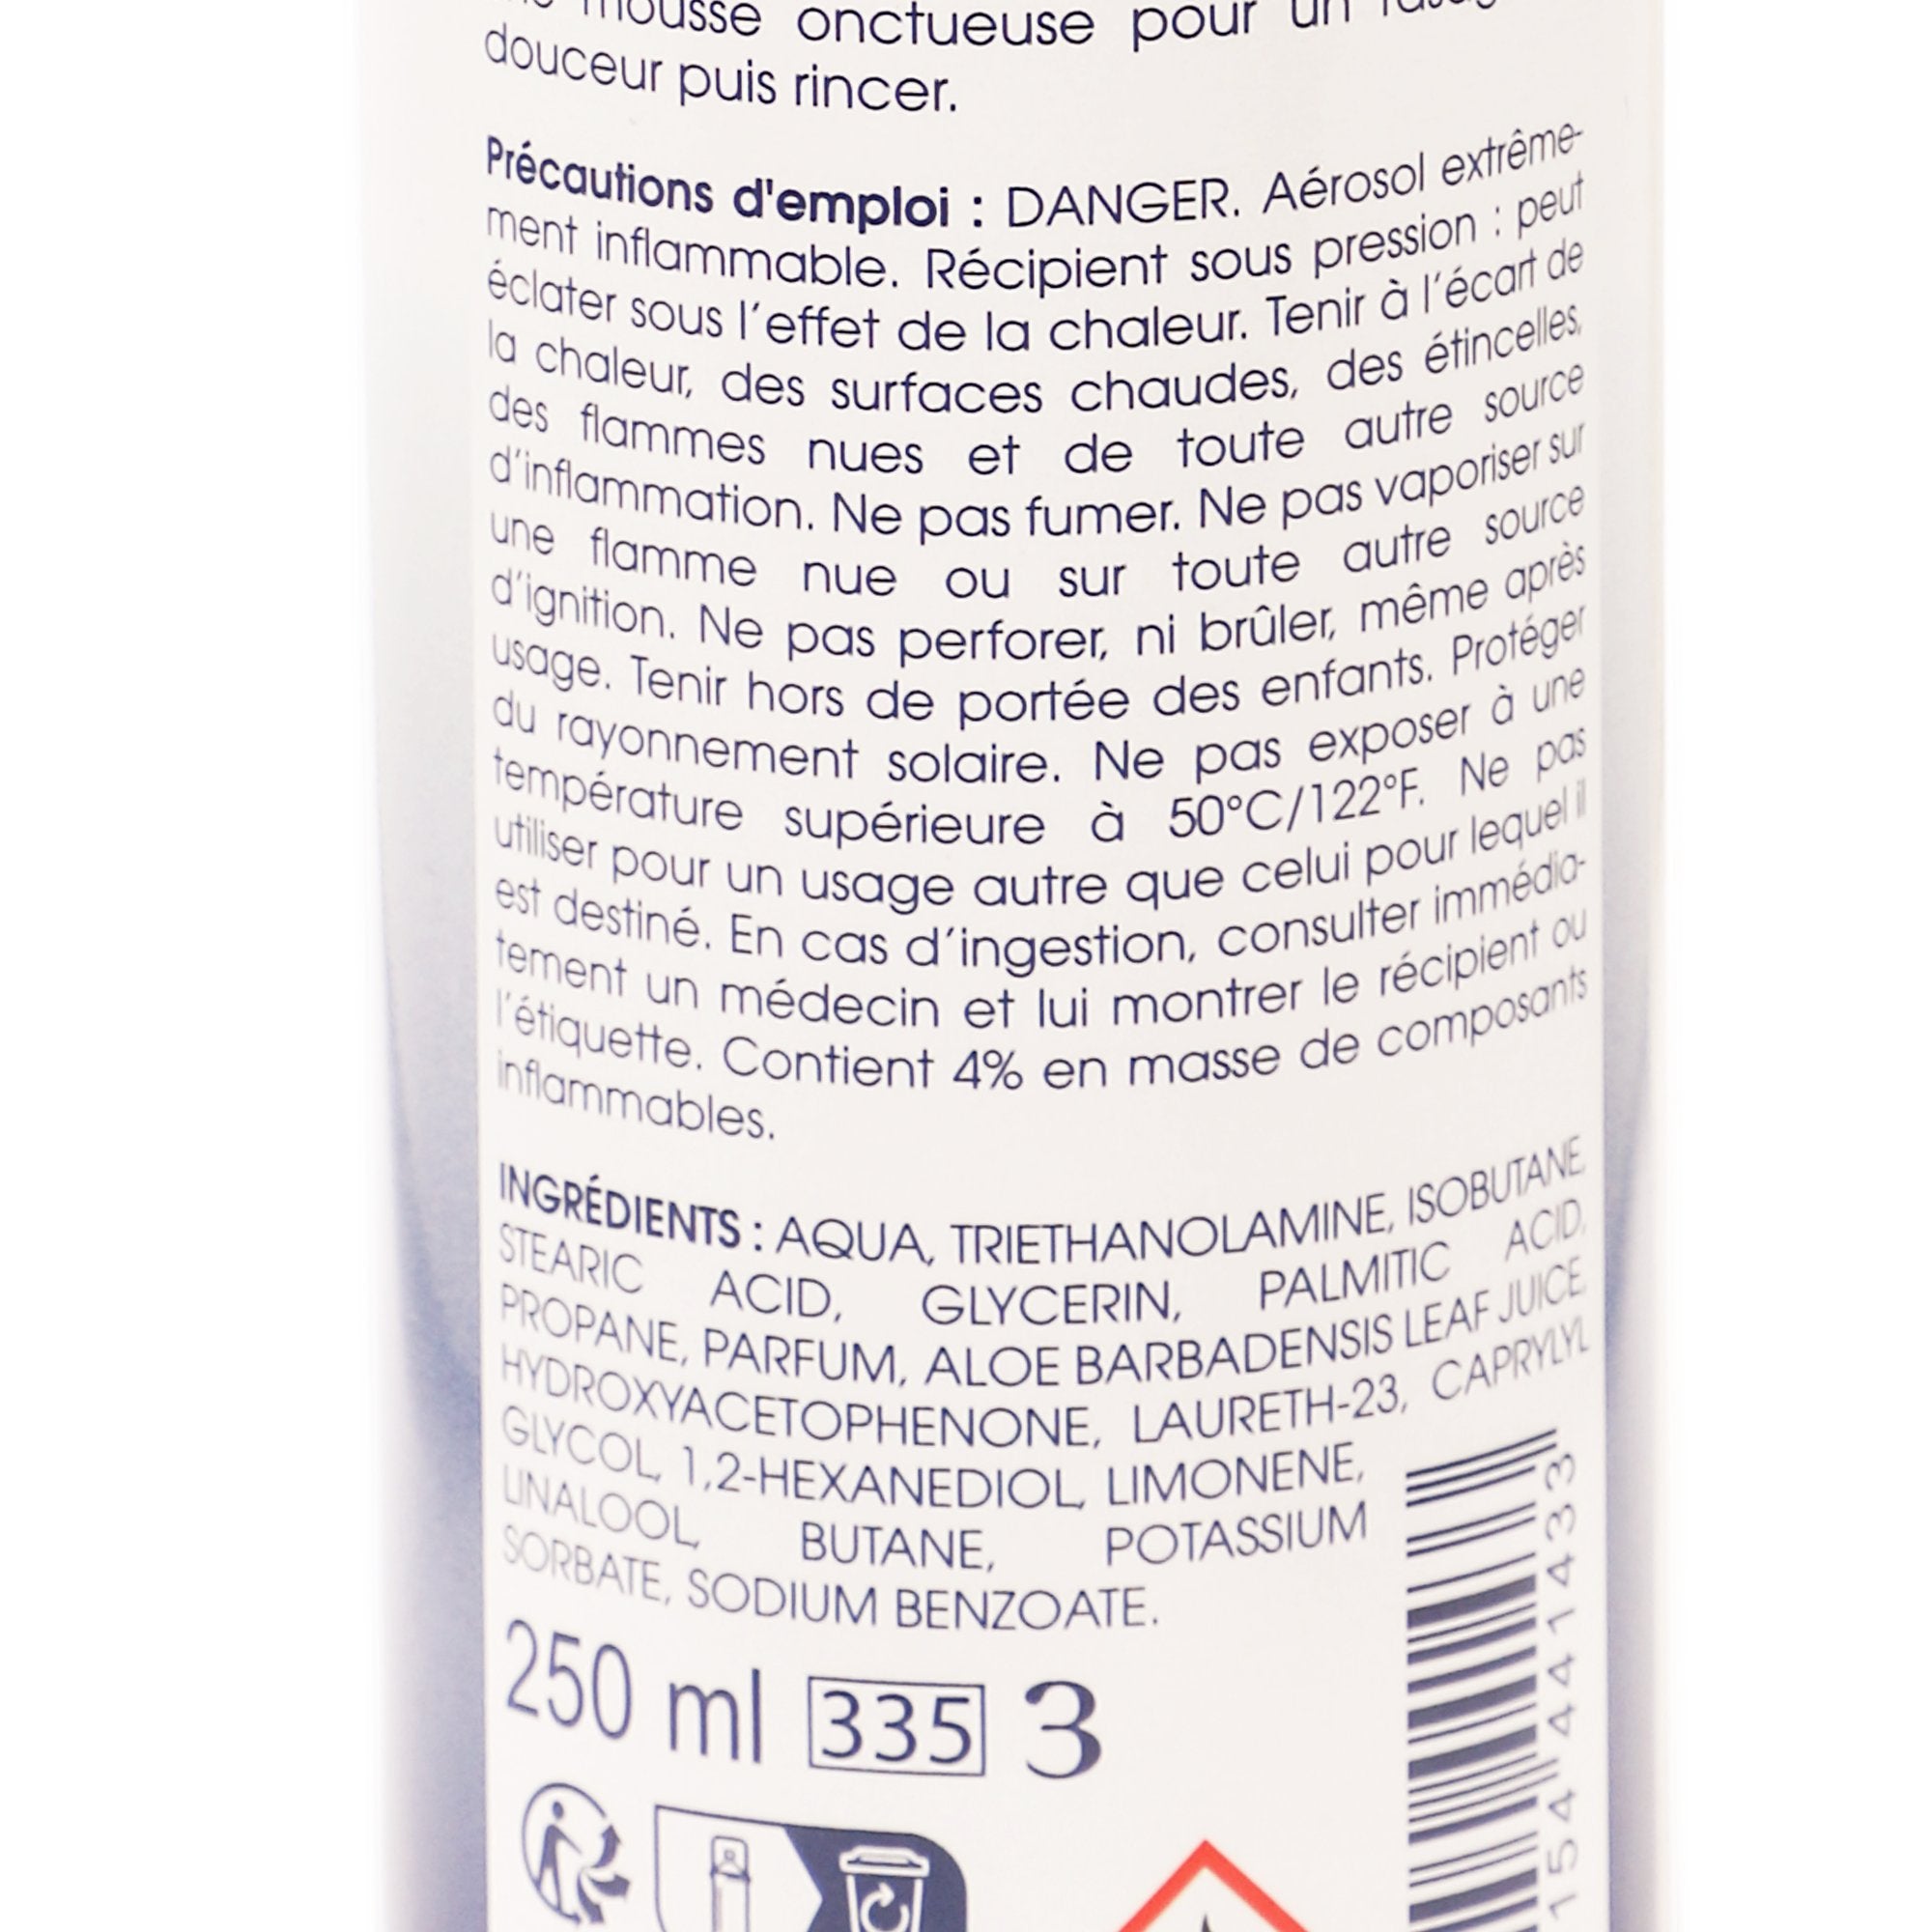 mousse onctueuse pour un
douceur puis rincer.
Précautions d'emploi : DANGER. Aérosol extrême-
ment inflammable. Récipient sous pression : peut
éclater sous l'effet de la chaleur. Tenir à l'écart de
la chaleur, des surfaces chaudes, des étincelles,
des flammes nues et de toute autre source
d'inflammation. Ne pas fumer. Ne pas vaporiser sur
une flamme nue ou sur toute autre source
d'ignition. Ne pas perforer, ni brûler, même après
usage. Tenir hors de portée des enfants. Protéger
du rayonnement solaire. Ne pas exposer à une
température supérieure à 50°C/122°F. Ne pas
utiliser pour un usage autre que celui pour lequel il
est destiné. En cas d'ingestion, consulter immédia-
tement un médecin et lui montrer le récipient ou
l'étiquette. Contient 4% en masse de composants
inflammables.
INGRÉDIENTS : AQUA, TRIETHANOLAMINE, ISOBUTANE,
STEARIC ACID, GLYCERIN, PALMITIC ACID,
PROPANE, PARFUM, ALOE BARBADENSIS LEAF JUICE,
HYDROXYACETOPHENONE, LAURETH-23, CAPRYLYL
GLYCOL, 1,2-HEXANEDIOL, LIMONENE,
LINALOOL, BUTANE, POTASSIUM
SORBATE, SODIUM BENZOATE.
250 ml 335 3
154 441433